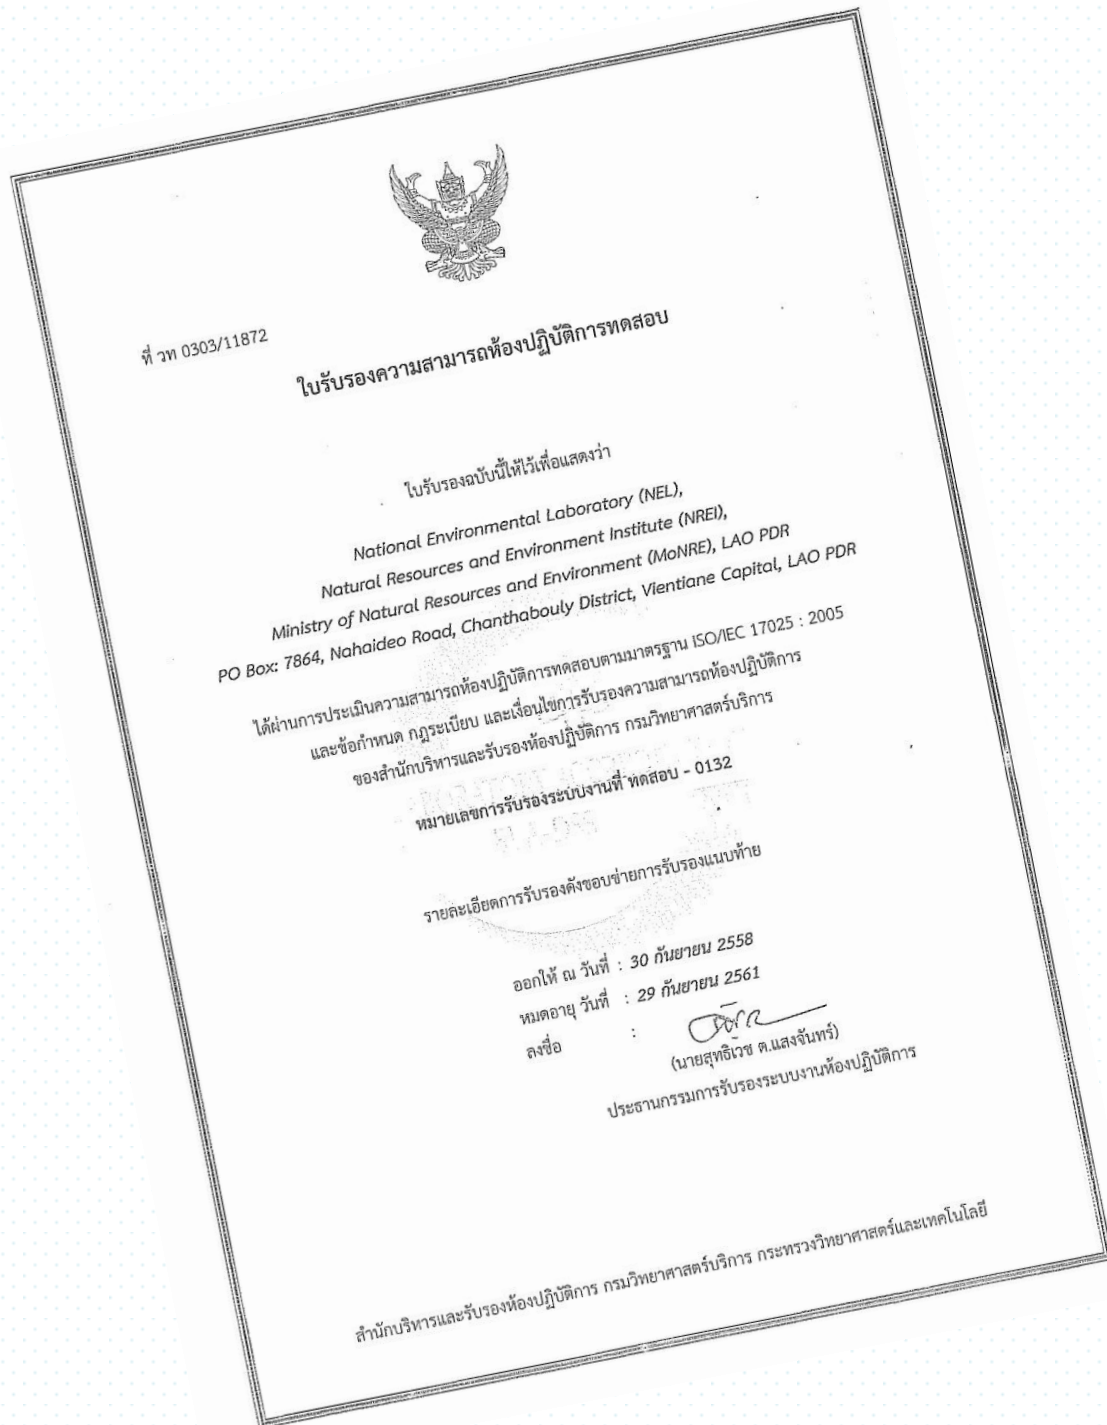 ที่ วท 0303/11872
ใบรับรองความสามารถห้องปฏิบัติการทดสอบ
ใบรับรองฉบับนี้ให้ไว้เพื่อแสดงว่า
National Environmental Laboratory (NEL),
Natural Resources and Environment Institute (NREI),
Ministry of Natural Resources and Environment (MoNRE), LAO PDR
PO Box: 7864, Nahaideo Road, Chanthabouly District, Vientiane Capital, LAO PDR
ได้ผ่านการประเมินความสามารถห้องปฏิบัติการทดสอบตามมาตรฐาน ISO/IEC 17025 : 2005
และข้อกำหนด กฎระเบียบ และเงื่อนไขการรับรองความสามารถห้องปฏิบัติการ
ของสำนักบริหารและรับรองห้องปฏิบัติการ กรมวิทยาศาสตร์บริการ
หมายเลขการรับรองระบบงานที่ ทดสอบ - 0132
รายละเอียดการรับรองดังขอบข่ายการรับรองแนบท้าย
ออกให้ ณ วันที่ : 30 กันยายน 2558
หมดอายุ วันที่ : 29 กันยายน 2561
ลงชื่อ :
(นายสุทธิเวช ต.แสงจันทร์)
ประธานกรรมการรับรองระบบงานห้องปฏิบัติการ
สำนักบริหารและรับรองห้องปฏิบัติการ กรมวิทยาศาสตร์บริการ กระทรวงวิทยาศาสตร์และเทคโนโลยี